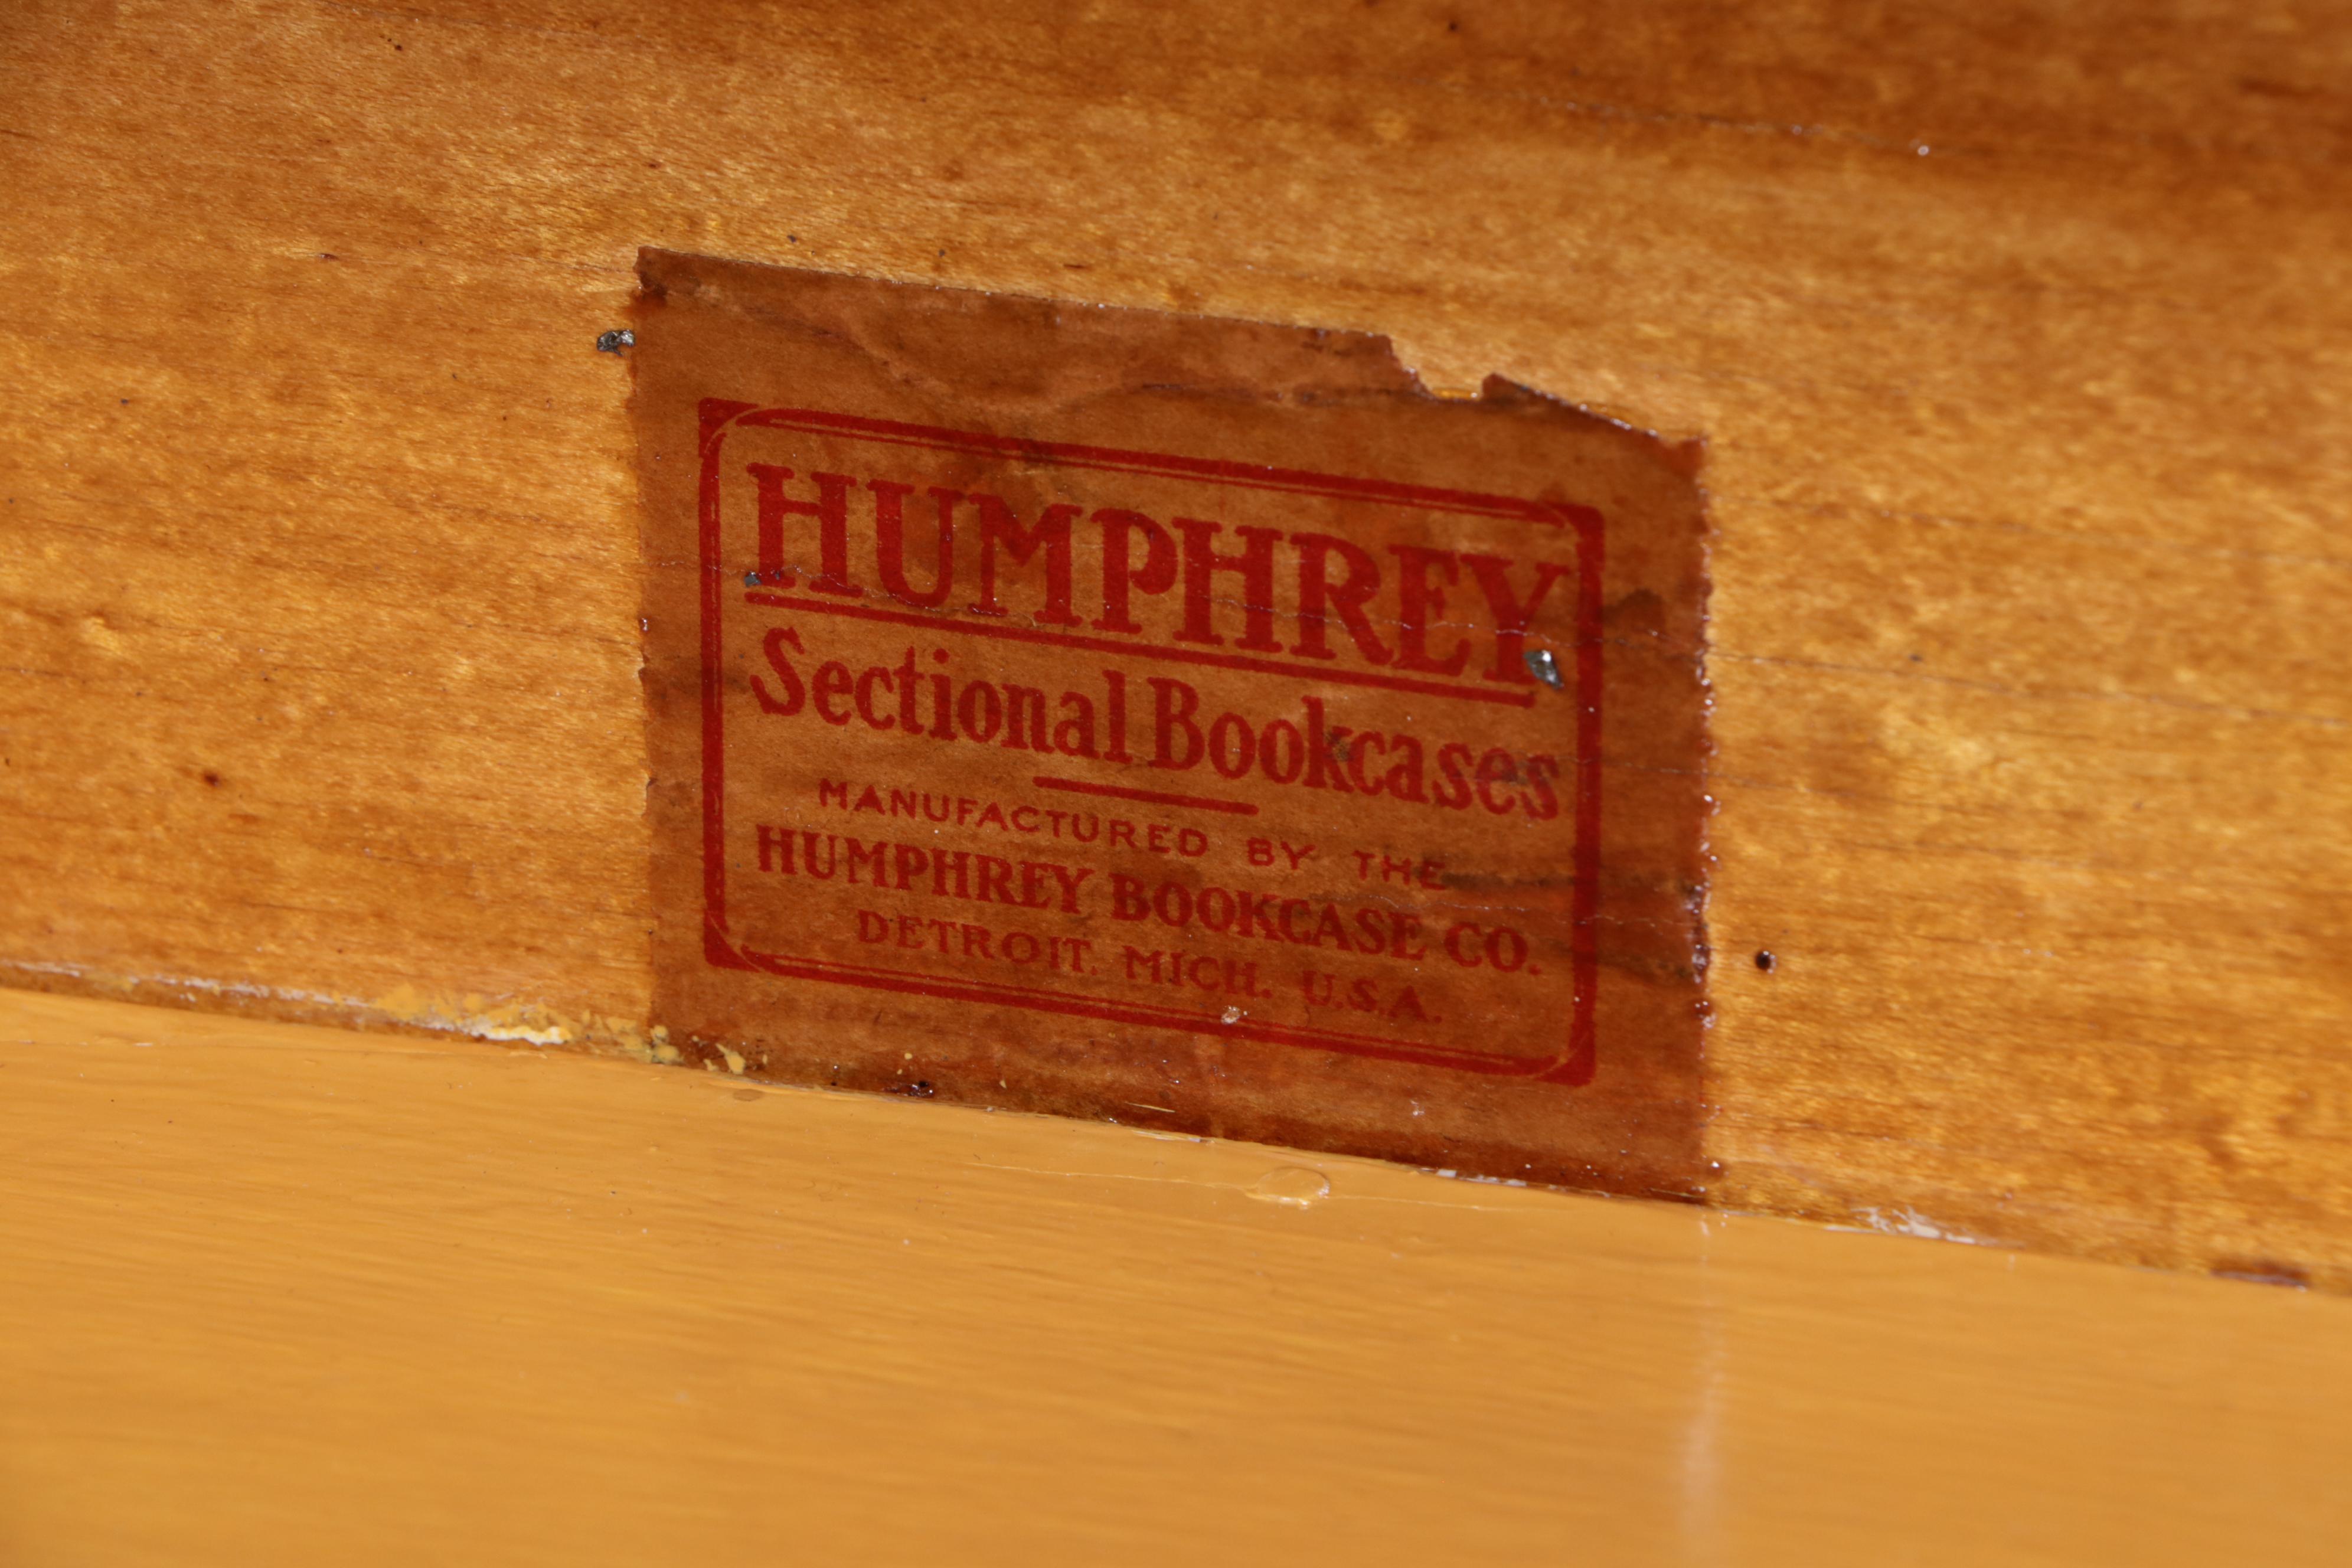 HUMPHREY
Sectional Bookcases
MANUFACTURED BY THE
HUMPHREY BOOKCASE CO.
DETROIT. MICH. U.S.A.